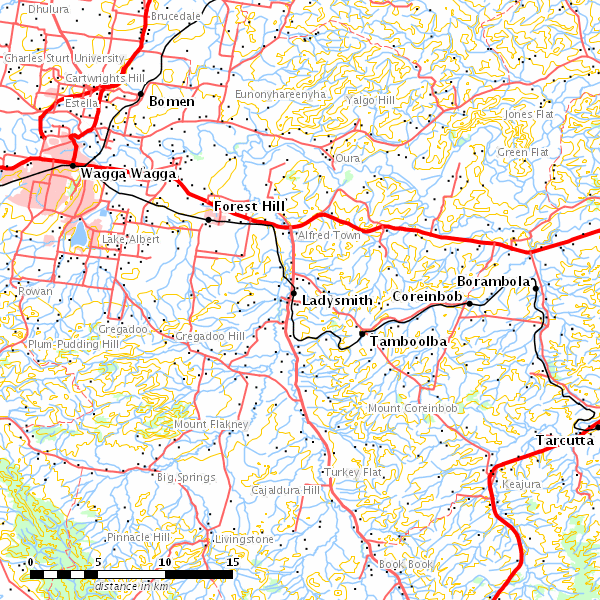 Dhulura
Brucedale
Charles Sturt University
Cartwrights Hill
Estella
Bomen
Eunonyhareenyha
Yalgo Hill
Jones Flat
Green Flat
Oura
Wagga Wagga
Forest Hill
Lake Albert
Alfred Town
Borambola
Rowan
Ladysmith
Coreinbob
Gregadoo
Gregadoo Hill
Plum Pudding Hill
Tamboolba
Mount Coreinbob
Mount Flakney
Tarcutta
Big Springs
Turkey Flat
Cajaldura Hill
Keajura
Pinnacle Hill
Livingstone
Book Book
0 5 10 15
distance in km